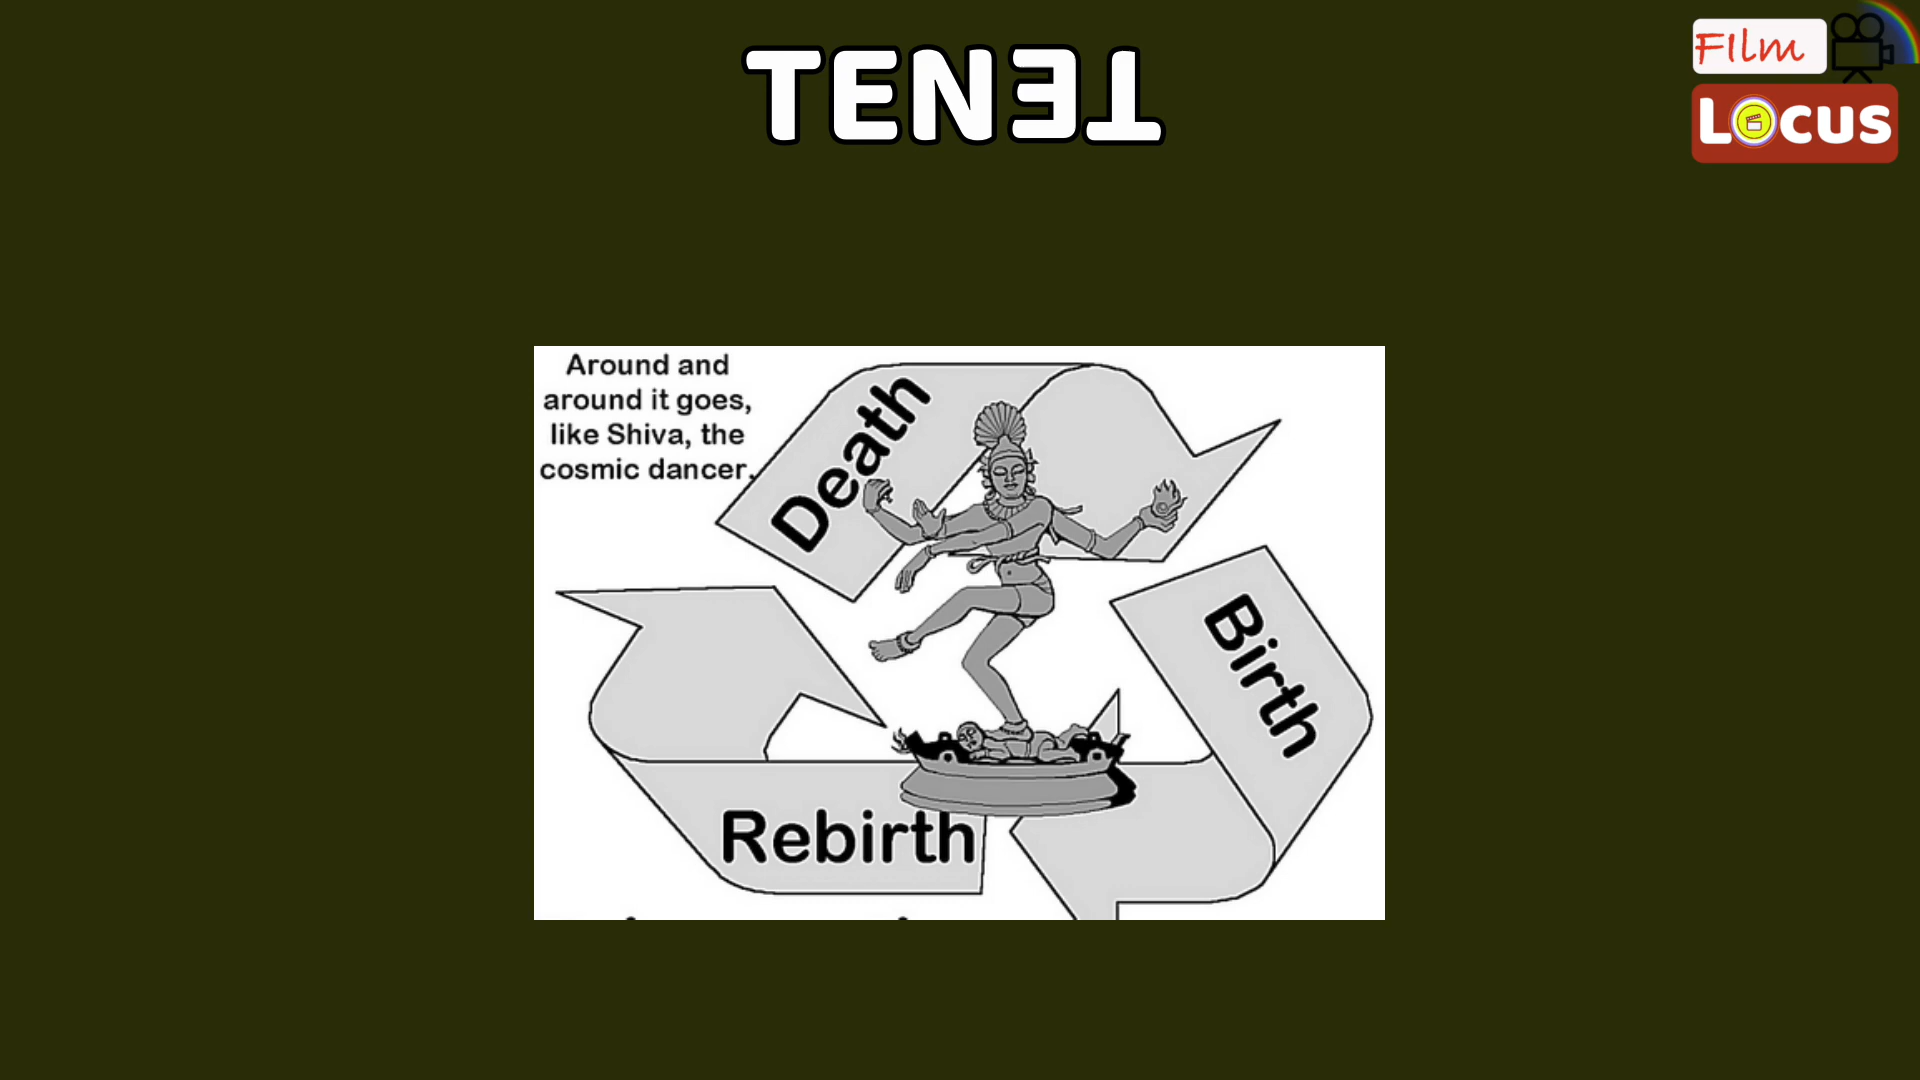 TENET
Film
Locus
Around and
around it goes,
like Shiva, the
cosmic dancer.
Death
Birth
Rebirth